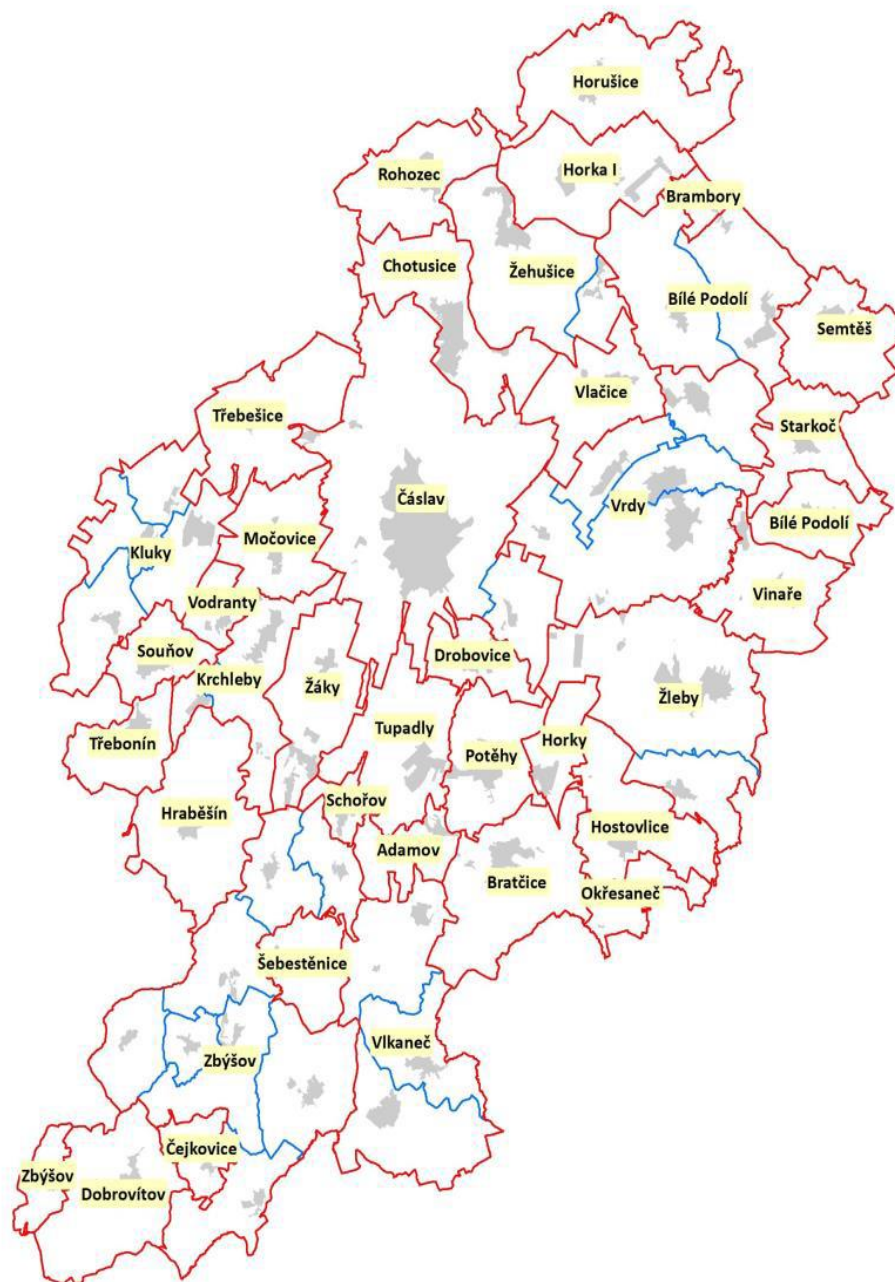 Horušice
Rohozec
Horka I
Brambory
Chotusice
Žehušice
Bílé Podolí
Semtěš
Vlačice
Třebešice
Starkoč
Čáslav
Vrdy
Bílé Podolí
Močovice
Kluky
Vinaře
Vodranty
Souňov
Drobovice
Krchleby
Žáky
Žleby
Tupadly
Třebonín
Potěhy
Horky
Schořov
Hraběšín
Hostovlice
Adamov
Bratčice
Okřesaneč
Šebestěnice
Vlkaneč
Zbýšov
Čejkovice
Zbýšov
Dobrovítov